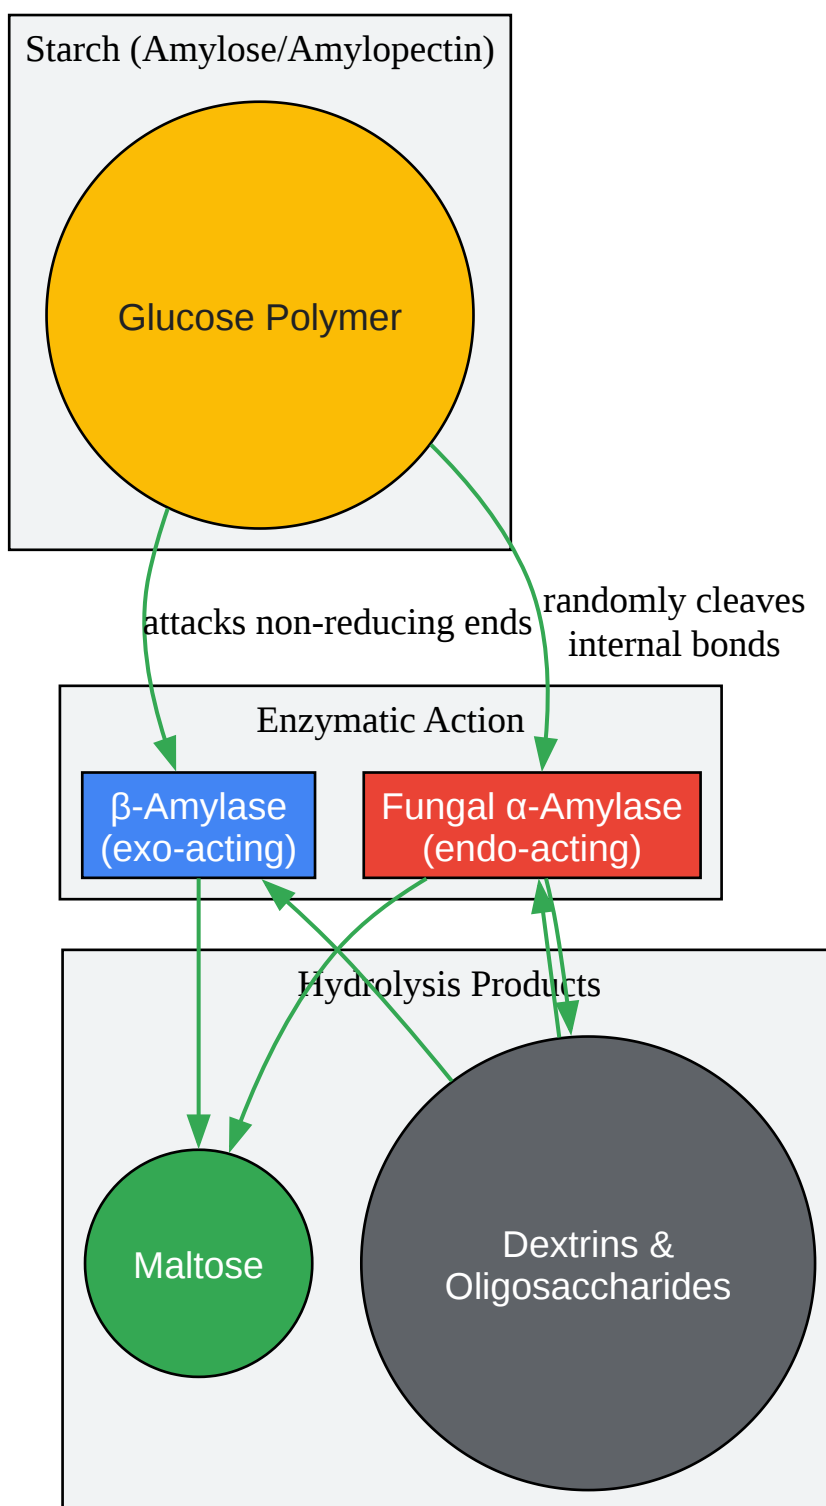 Starch (Amylose/Amylopectin)
Glucose Polymer
attacks non-reducing ends
randomly cleaves
internal bonds
Enzymatic Action
β-Amylase
(exo-acting)
Fungal α-Amylase
(endo-acting)
Hydrolysis Products
Maltose
Dextrins &
Oligosaccharides